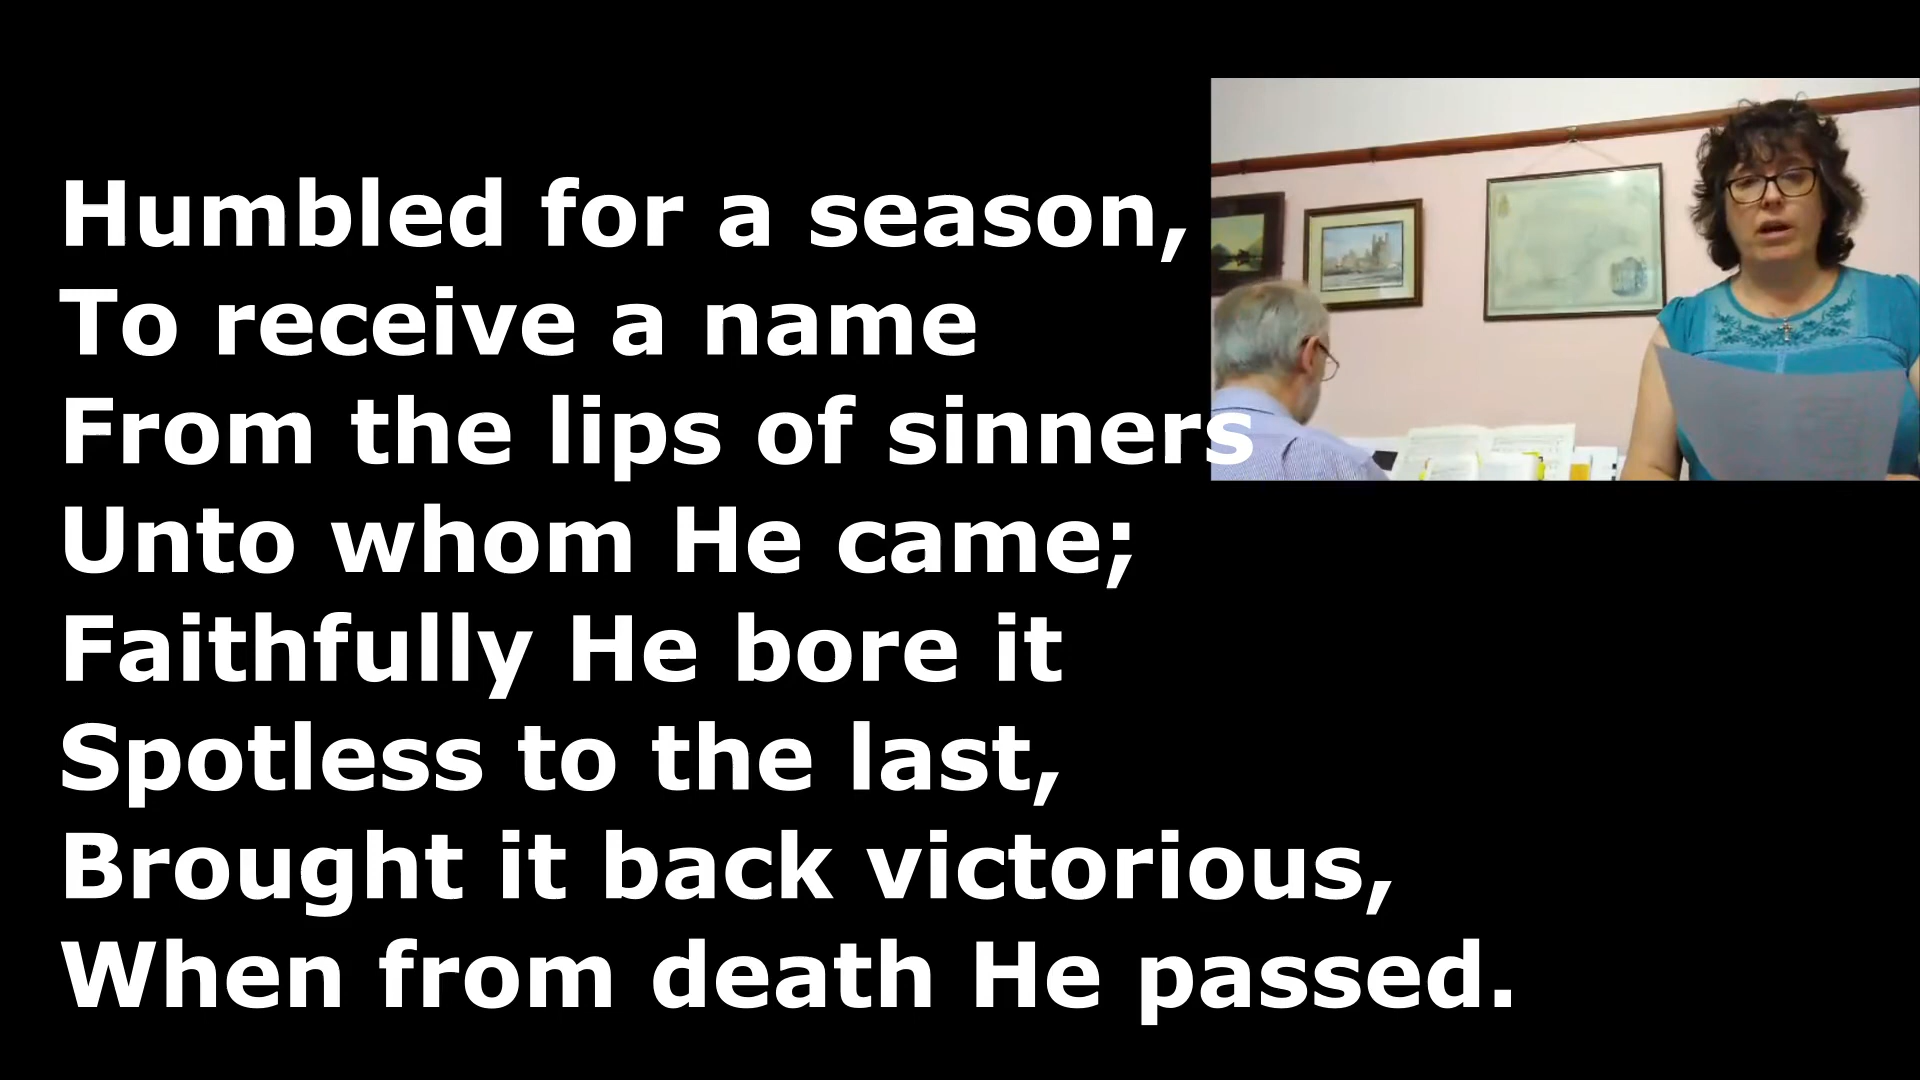 Humbled for a season,
To receive a name
From the lips of sinners
Unto whom He came;
Faithfully He bore it
Spotless to the last,
Brought it back victorious,
When from death He passed.